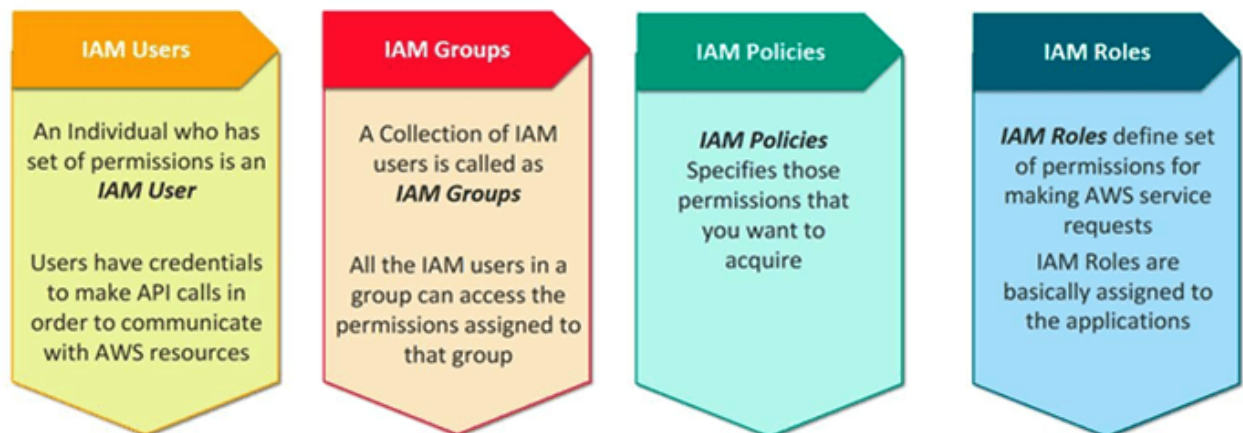 IAM Users
An Individual who has
set of permissions is an
IAM User
Users have credentials
to make API calls in
order to communicate
with AWS resources
IAM Groups
A Collection of IAM
users is called as
IAM Groups
All the IAM users in a
group can access the
permissions assigned to
that group
IAM Policies
IAM Policies
Specifies those
permissions that
you want to
acquire
IAM Roles
IAM Roles define set
of permissions for
making AWS service
requests
IAM Roles are
basically assigned to
the applications